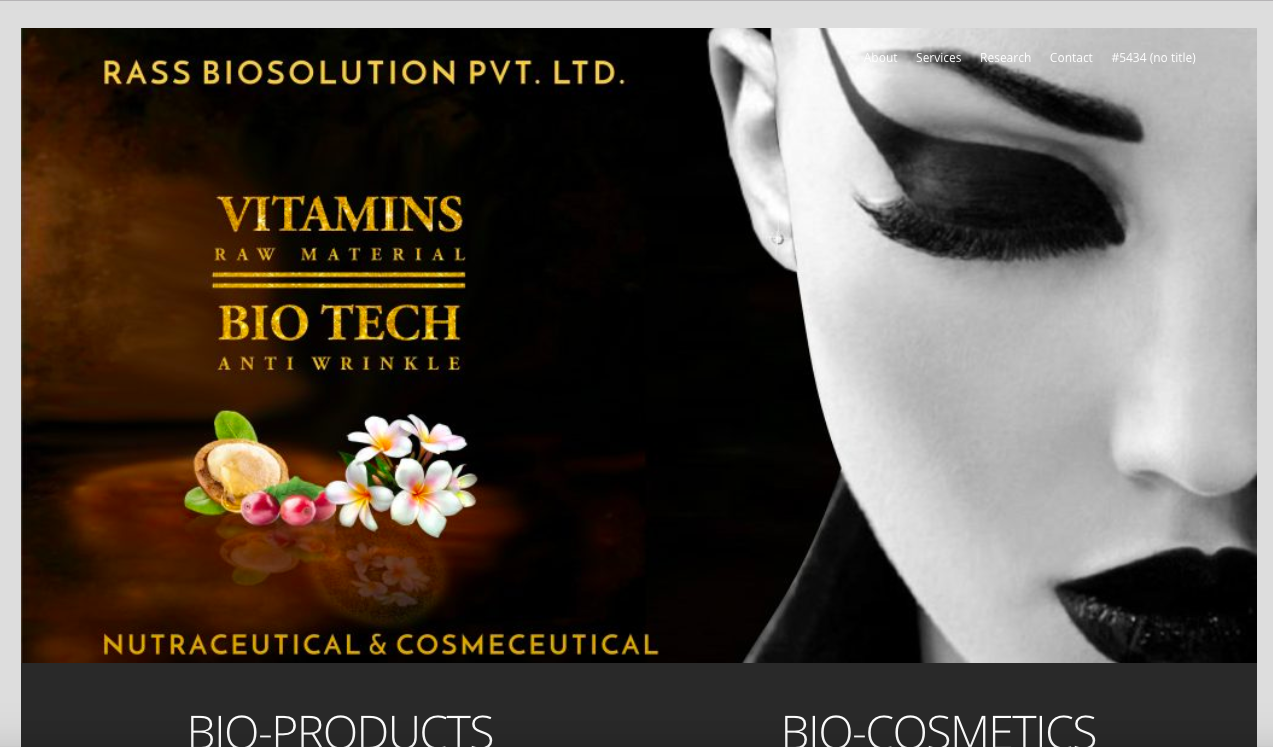 RASS BIOSOLUTION PVT. LTD.
About Services Research Contact #5434 (no title)
VITAMINS
RAW MATERIAL
BIO TECH
ANTI WRINKLE
NUTRACEUTICAL & COSMECEUTICAL
BIO-PRODUCTS
BIO-COSMETICS